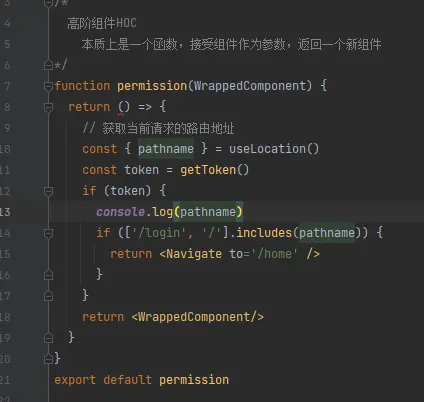 3 /*
4 高阶组件HOC
5 本质上是一个函数，接受组件作为参数，返回一个新组件
6 */
7 function permission(WrappedComponent) {
8 return () => {
9 // 获取当前请求的路由地址
10 const { pathname } = useLocation()
11 const token = getToken()
12 if (token) {
13 console.log(pathname)
14 if (['/login', '/'].includes(pathname)) {
15 return <Navigate to='/home' />
16 }
17 }
18 return <WrappedComponent/>
19 }
20 }
21 export default permission